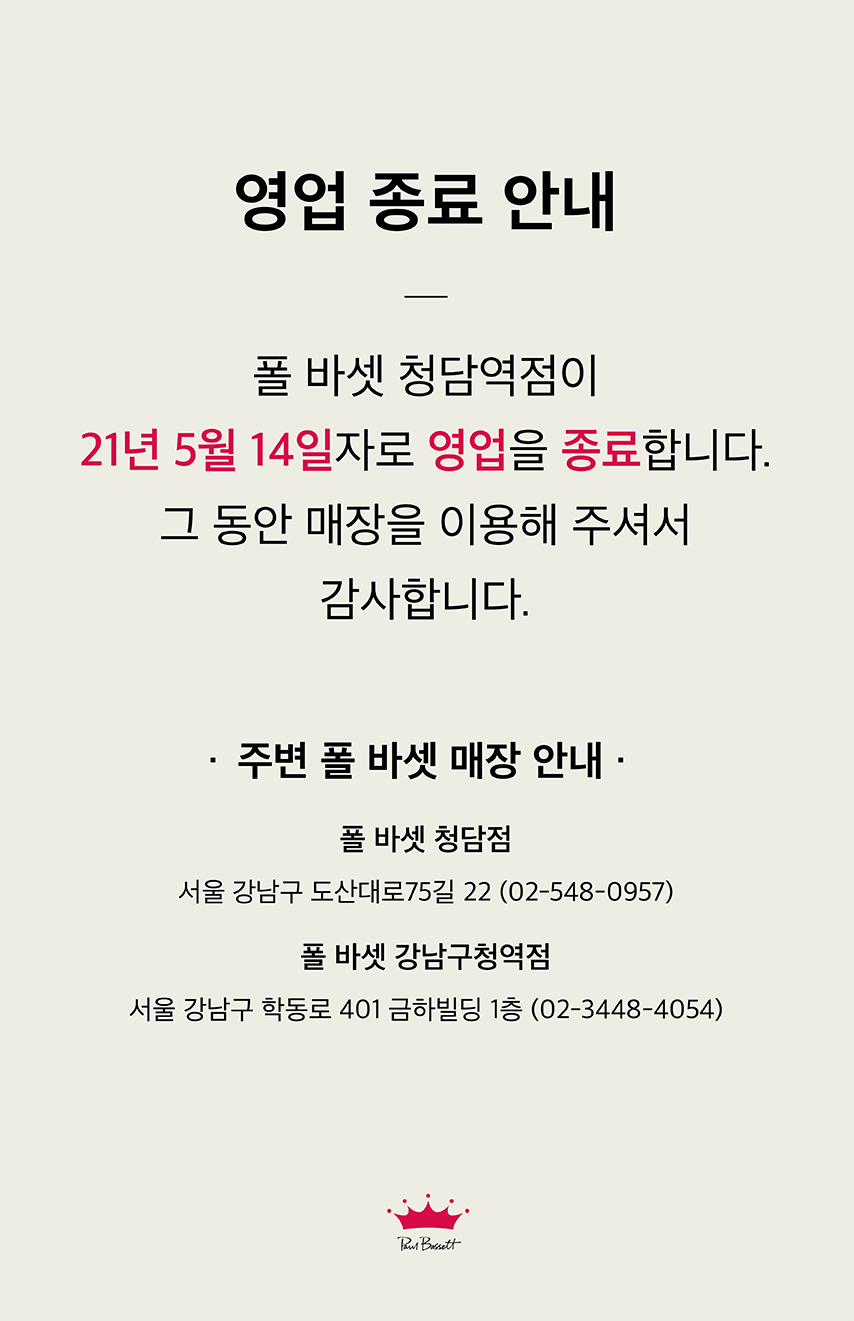 영업 종료 안내
폴 바셋 청담역점이
21년 5월 14일자로 영업을 종료합니다.
그 동안 매장을 이용해 주셔서
감사합니다.
· 주변 폴 바셋 매장 안내 ·
폴 바셋 청담점
서울 강남구 도산대로75길 22 (02-548-0957)
폴 바셋 강남구청역점
서울 강남구 학동로 401 금하빌딩 1층 (02-3448-4054)
Paul Bassett